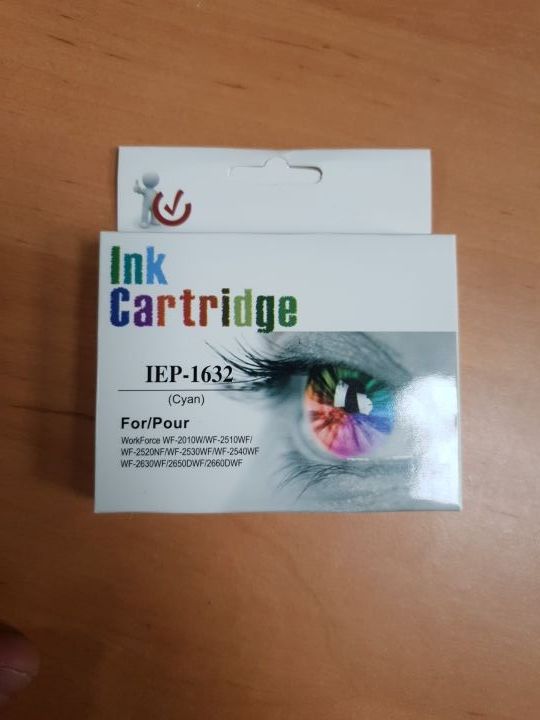 Ink
Cartridge
IEP-1632
(Cyan)
For/Pour
WorkForce WF-2010W/WF-2510WF/
WF-2520NF/WF-2530WF/WF-2540WF
WF-2630WF/2650DWF/2660DWF